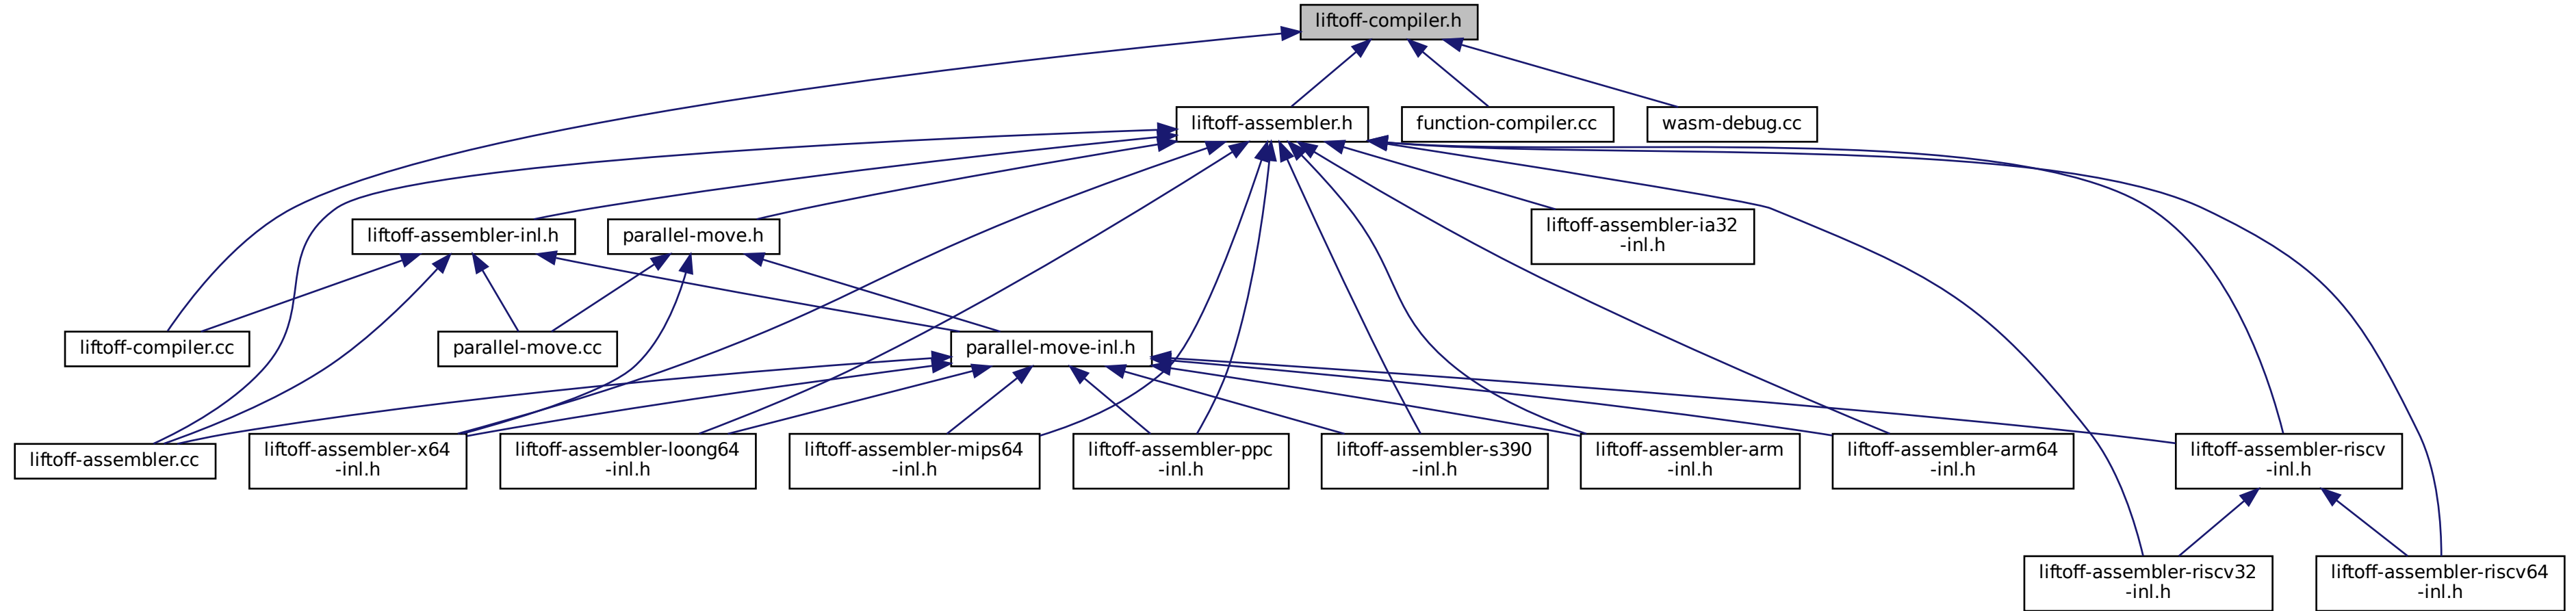 liftoff-compiler.h
liftoff-assembler.h
function-compiler.cc
wasm-debug.cc
liftoff-assembler-inl.h
parallel-move.h
liftoff-assembler-ia32
-inl.h
liftoff-compiler.cc
parallel-move.cc
parallel-move-inl.h
liftoff-assembler.cc
liftoff-assembler-x64
-inl.h
liftoff-assembler-loong64
-inl.h
liftoff-assembler-mips64
-inl.h
liftoff-assembler-ppc
-inl.h
liftoff-assembler-s390
-inl.h
liftoff-assembler-arm
-inl.h
liftoff-assembler-arm64
-inl.h
liftoff-assembler-riscv
-inl.h
liftoff-assembler-riscv32
-inl.h
liftoff-assembler-riscv64
-inl.h